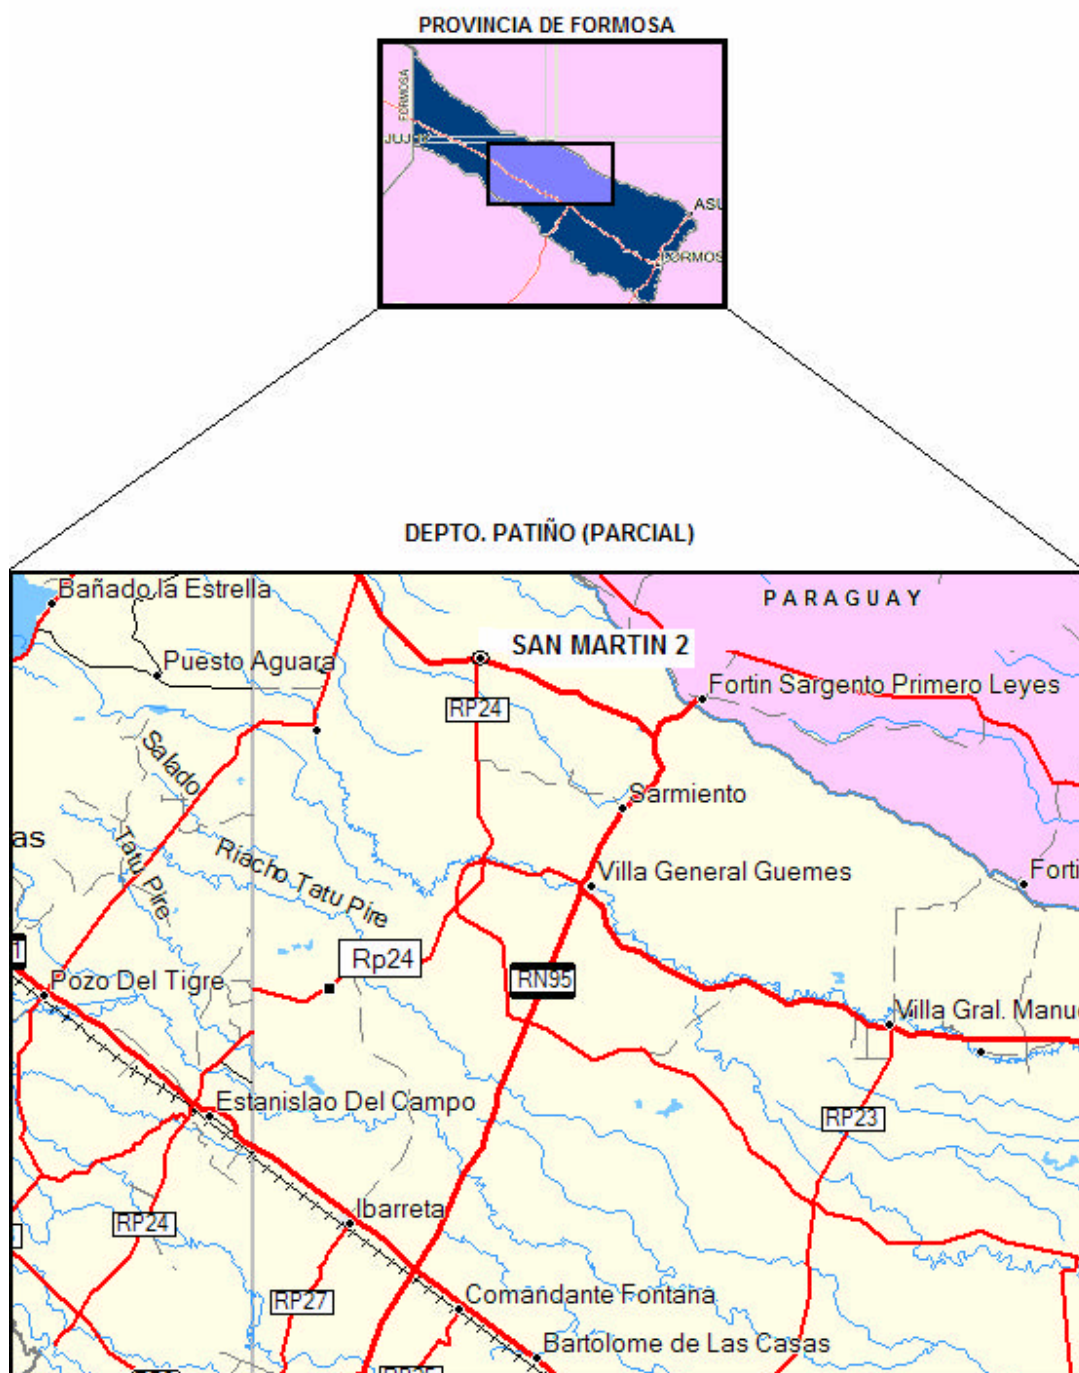 PROVINCIA DE FORMOSA
FORMOSA
ASU
FORMOS
DEPTO. PATIÑO (PARCIAL)
Bañado la Estrella
PARAGUAY
SAN MARTIN 2
Puesto Aguara
Fortin Sargento Primero Leyes
RP24
Salado
Sarmiento
as
Tatu Pire
Riacho Tatu Pire
Villa General Guemes
Forti
1
Rp24
RN95
Pozo Del Tigre
Villa Gral. Manue
Estanislao Del Campo
RP23
Ibarreta
RP24
RP27
Comandante Fontana
Bartolome de Las Casas